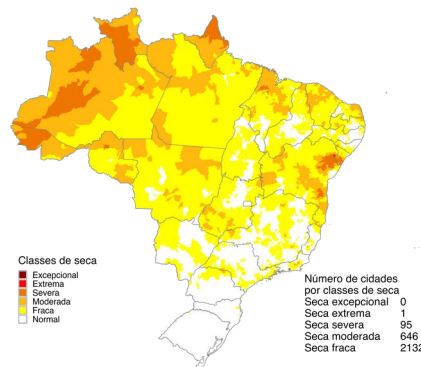 Classes de seca
Excepcional
Extrema
Severa
Moderada
Fraca
Normal
Número de cidades
por classes de seca
Seca excepcional 0
Seca extrema 1
Seca severa 95
Seca moderada 646
Seca fraca 2132